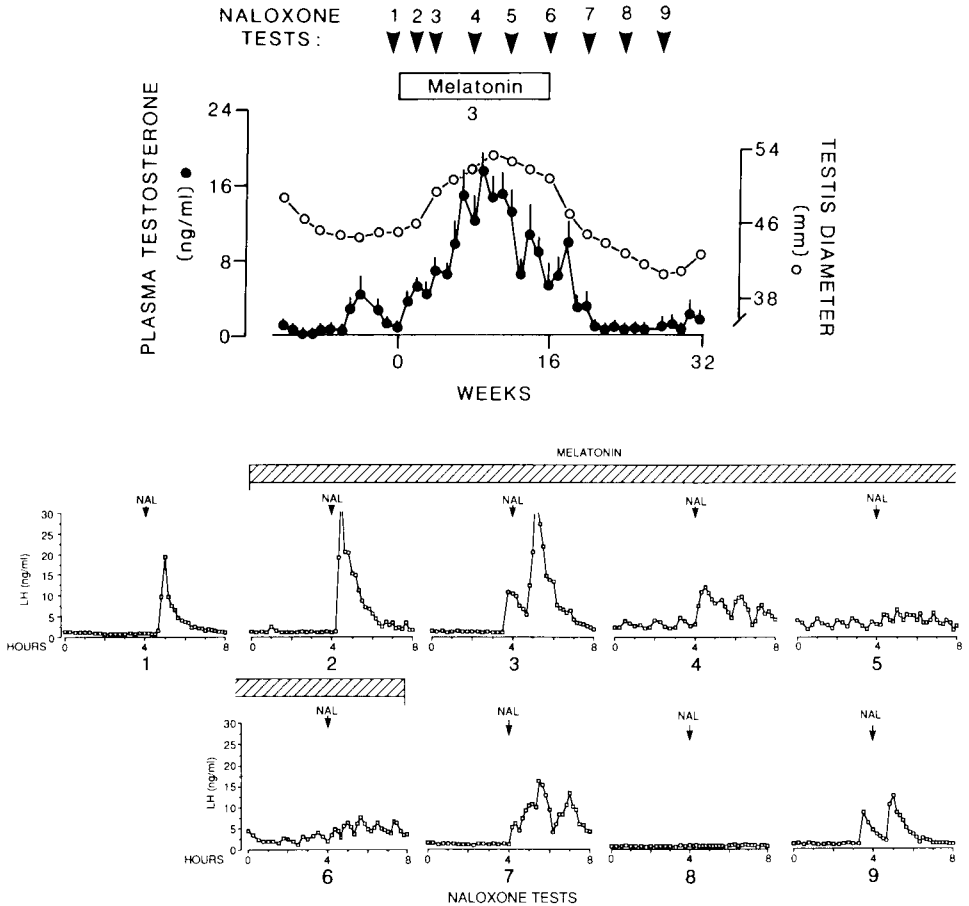 NALOXONE TESTS :
1 2 3 4 5 6 7 8 9
Melatonin
3
PLASMA TESTOSTERONE
(ng/ml)
24
16
8
0
54
46
38
TESTIS DIAMETER
(mm)
0 16 32
WEEKS
MELATONIN
NAL NAL NAL NAL NAL
LH (ng/ml)
30
25
20
15
10
5
0
HOURS
0 4 8 0 4 8 0 4 8 0 4 8 0 4 8
1 2 3 4 5
NAL NAL NAL NAL
LH (ng/ml)
30
25
20
15
10
5
0
HOURS
0 4 8 0 4 8 0 4 8 0 4 8
6 7 8 9
NALOXONE TESTS